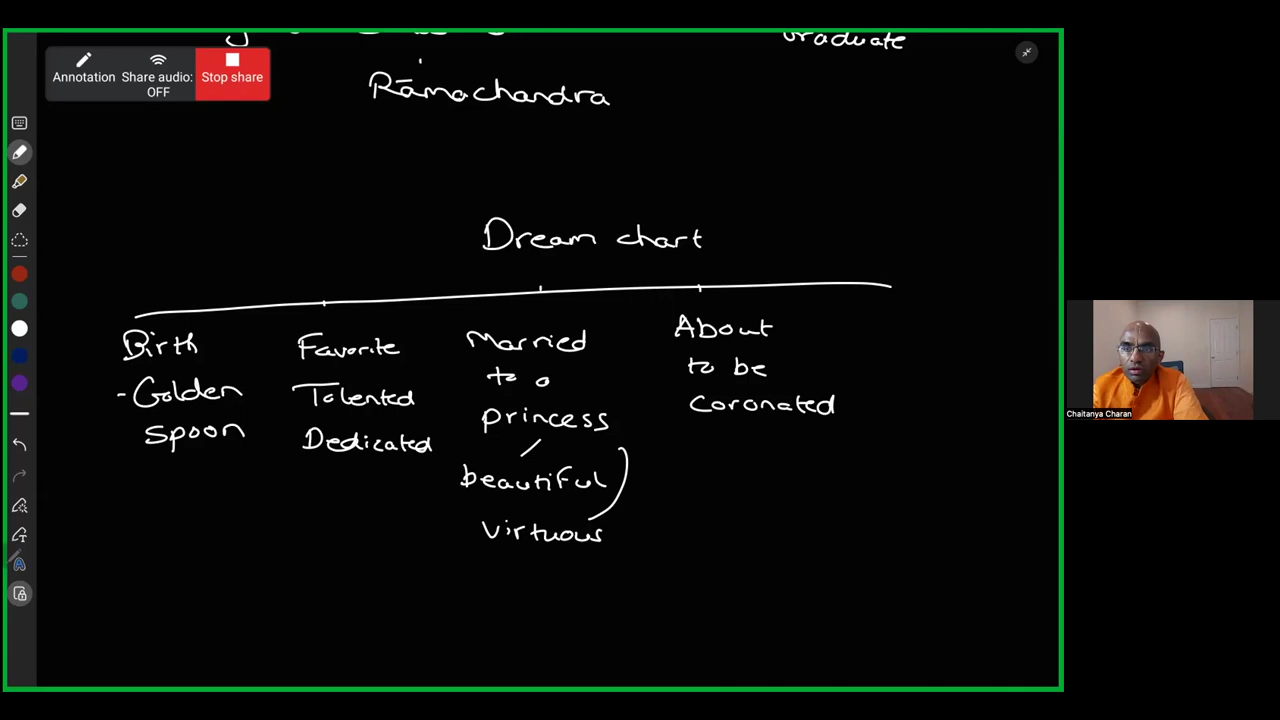 Graduate
Annotation
Share audio:
OFF
Stop share
Rāmachandra
Dream chart
Birth
- Golden
spoon
Favorite
Talented
Dedicated
Married
to a
princess
beautiful
virtuous
About
to be
coronated
Chaitanya Charan